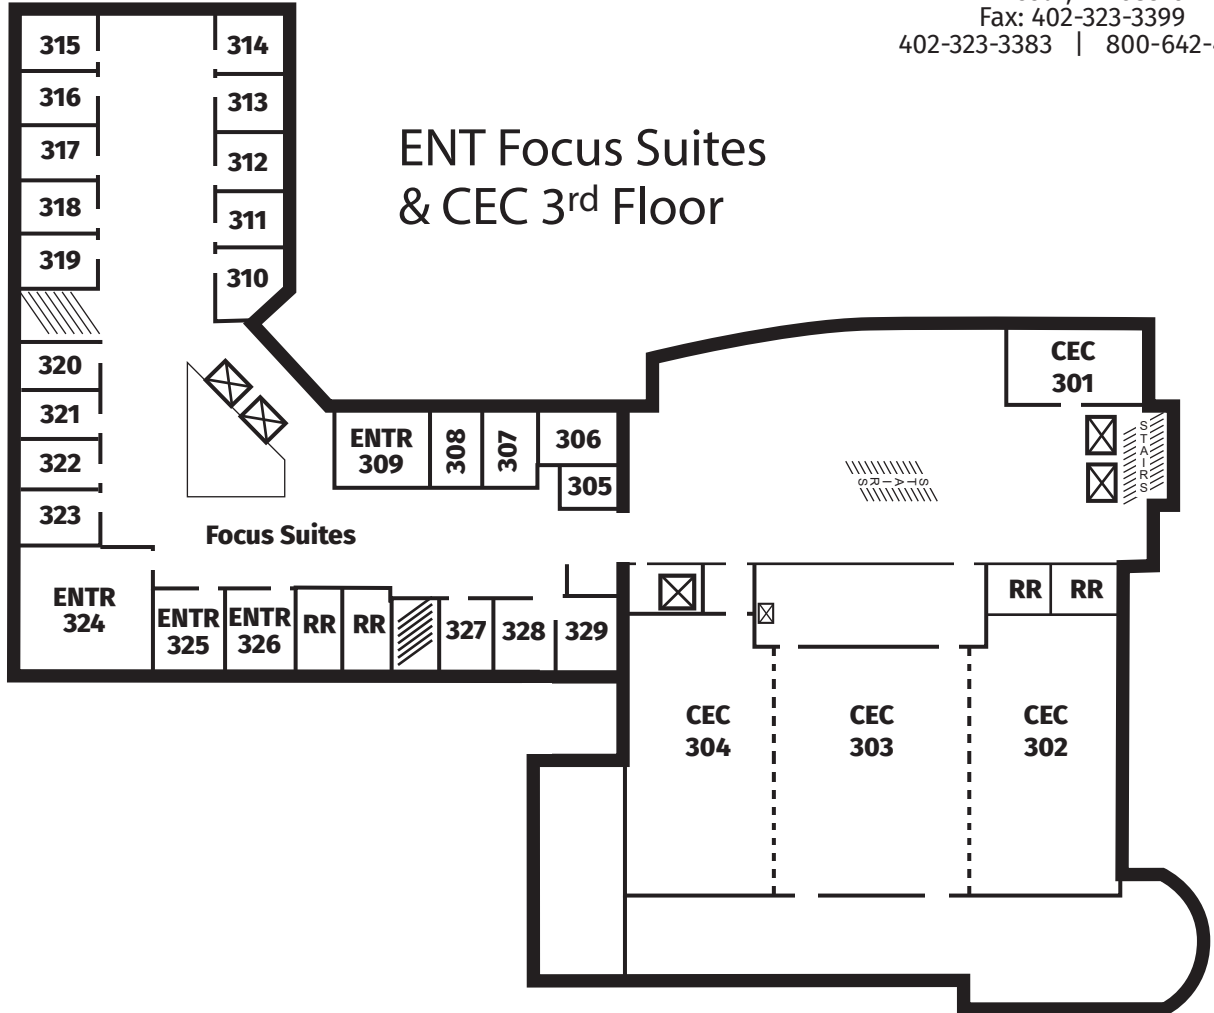 Fax: 402-323-3399
402-323-3383 | 800-642-
ENT Focus Suites
& CEC 3rd Floor
315
314
316
313
317
312
318
311
319
310
320
321
322
323
CEC
301
ENTR
309
308
307
306
305
STAIRS
STAIRS
Focus Suites
ENTR
324
ENTR
325
ENTR
326
RR
RR
327
328
329
RR
RR
CEC
304
CEC
303
CEC
302